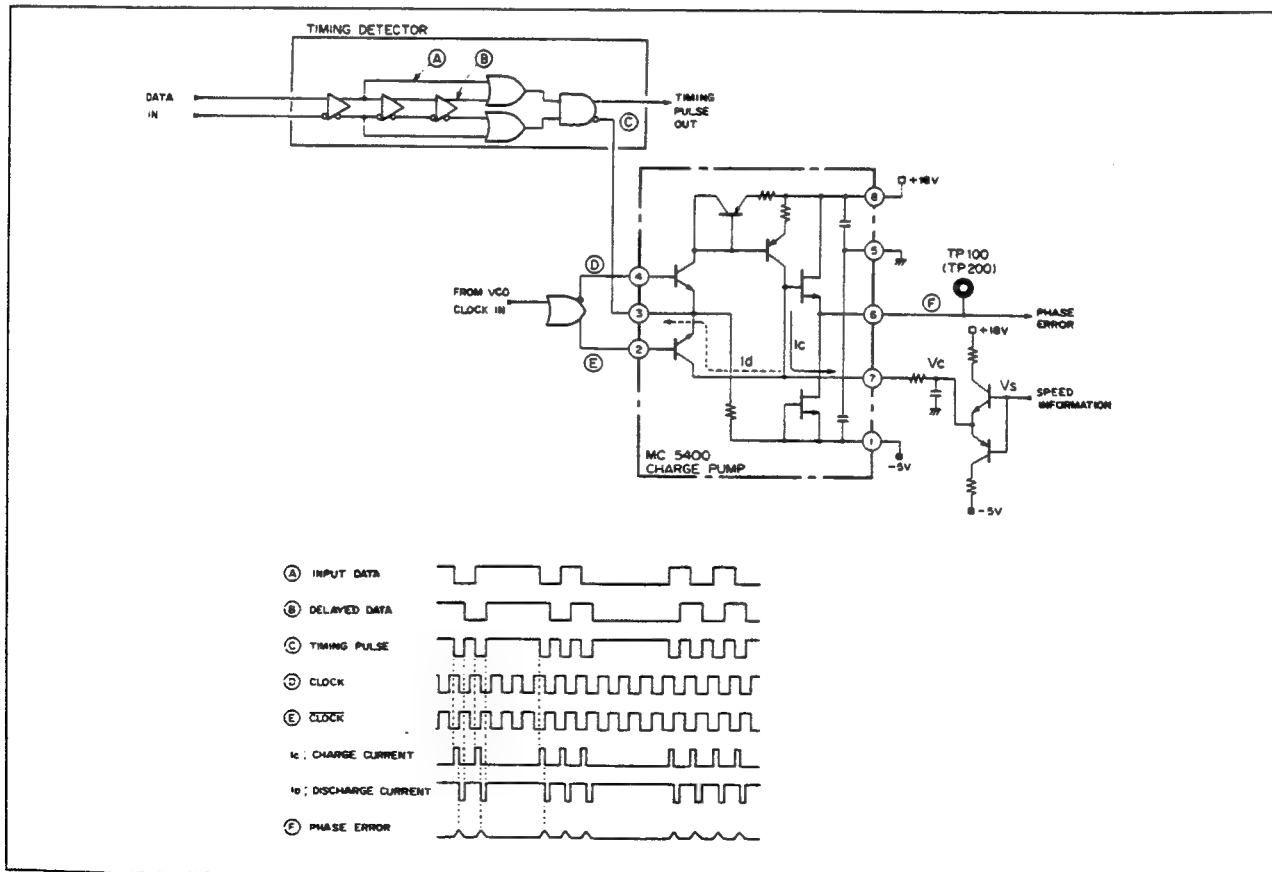 TIMING DETECTOR
A
B
DATA
IN
TIMING
PULSE
OUT
C
+18V
8
5
TP100
(TP200)
D
4
FROM VCO
CLOCK IN
3
F
6
PHASE
ERROR
+18V
Ic
Id
E
2
7
Vc
Vs
SPEED
INFORMATION
1
-5V
MC 5400
CHARGE PUMP
-5V
A INPUT DATA
B DELAYED DATA
C TIMING PULSE
D CLOCK
E CLOCK
Ic ; CHARGE CURRENT
ID ; DISCHARGE CURRENT
F PHASE ERROR